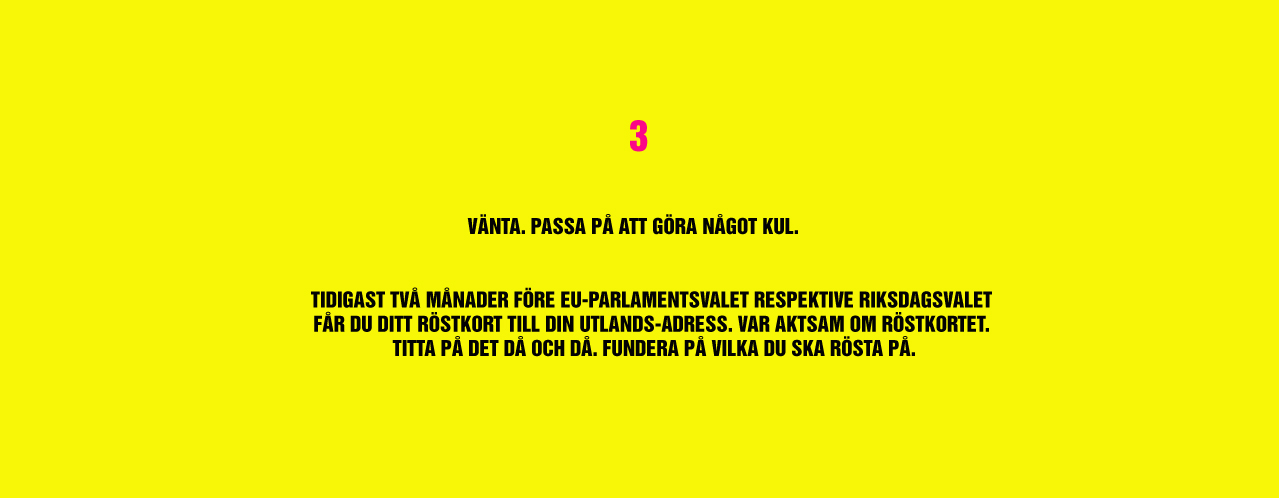 3
VÄNTA. PASSA PÅ ATT GÖRA NÅGOT KUL.
TIDIGAST TVÅ MÅNADER FÖRE EU-PARLAMENTSVALET RESPEKTIVE RIKSDAGSVALET
FÅR DU DITT RÖSTKORT TILL DIN UTLANDS-ADRESS. VAR AKTSAM OM RÖSTKORTET.
TITTA PÅ DET DÅ OCH DÅ. FUNDERA PÅ VILKA DU SKA RÖSTA PÅ.